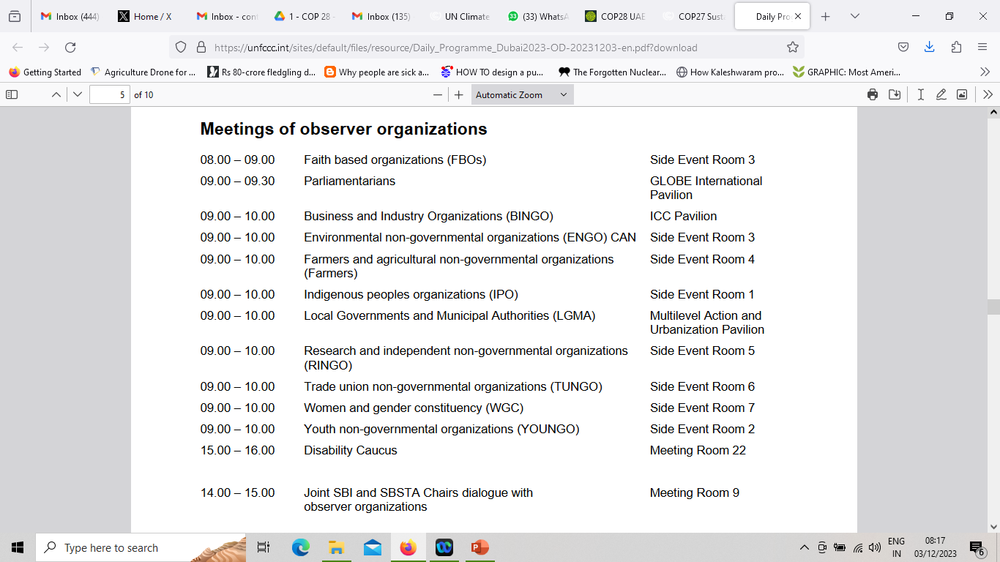 Inbox (444)
Home / X
Inbox - con
1 - COP 28 -
Inbox (135)
UN Climate
(33) WhatsA
COP28 UAE
COP27 Susta
Daily Pro
https://unfccc.int/sites/default/files/resource/Daily_Programme_Dubai2023-OD-20231203-en.pdf?download
Getting Started
Agriculture Drone for ...
Rs 80-crore fledgling d...
Why people are sick a...
HOW TO design a pu...
The Forgotten Nuclear...
How Kaleshwaram pro...
GRAPHIC: Most Ameri...
5 of 10
Automatic Zoom
Meetings of observer organizations
08.00 – 09.00 Faith based organizations (FBOs) Side Event Room 3
09.00 – 09.30 Parliamentarians GLOBE International
Pavilion
09.00 – 10.00 Business and Industry Organizations (BINGO) ICC Pavilion
09.00 – 10.00 Environmental non-governmental organizations (ENGO) CAN Side Event Room 3
09.00 – 10.00 Farmers and agricultural non-governmental organizations Side Event Room 4
(Farmers)
09.00 – 10.00 Indigenous peoples organizations (IPO) Side Event Room 1
09.00 – 10.00 Local Governments and Municipal Authorities (LGMA) Multilevel Action and
Urbanization Pavilion
09.00 – 10.00 Research and independent non-governmental organizations Side Event Room 5
(RINGO)
09.00 – 10.00 Trade union non-governmental organizations (TUNGO) Side Event Room 6
09.00 – 10.00 Women and gender constituency (WGC) Side Event Room 7
09.00 – 10.00 Youth non-governmental organizations (YOUNGO) Side Event Room 2
15.00 – 16.00 Disability Caucus Meeting Room 22
14.00 – 15.00 Joint SBI and SBSTA Chairs dialogue with Meeting Room 9
observer organizations
Type here to search
ENG
IN
08:17
03/12/2023
6